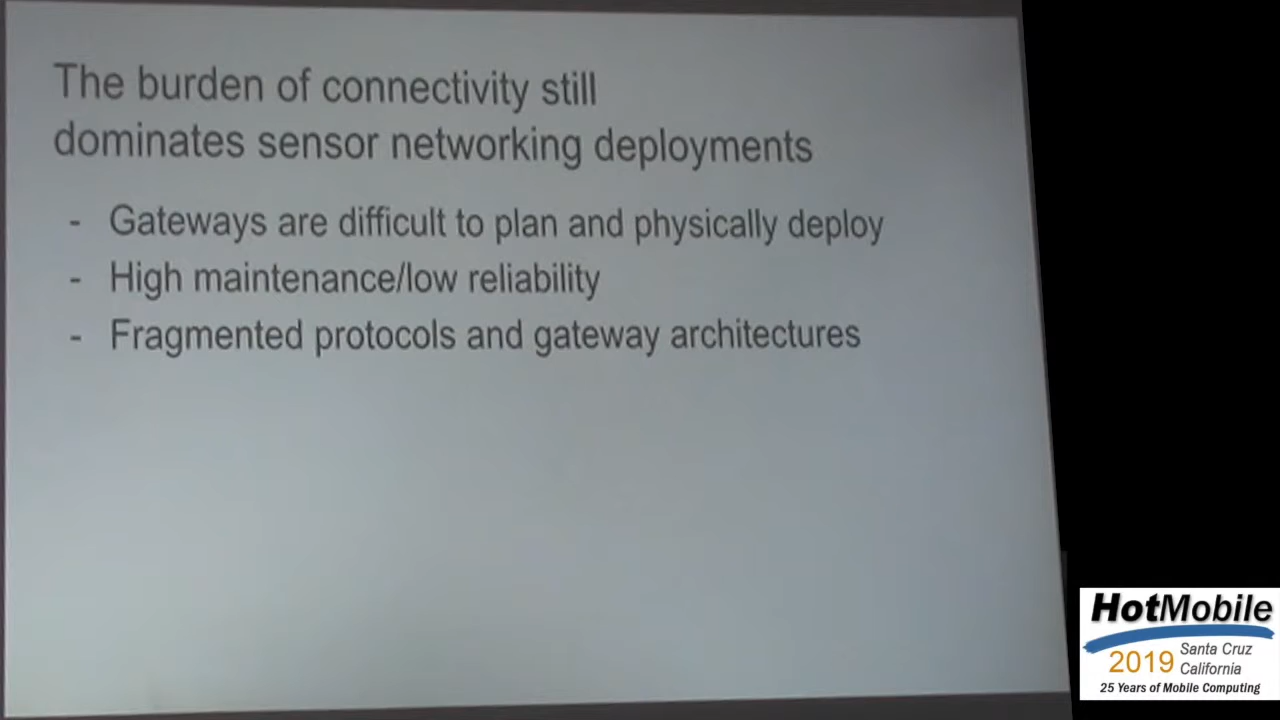 The burden of connectivity still
dominates sensor networking deployments
- Gateways are difficult to plan and physically deploy
- High maintenance/low reliability
- Fragmented protocols and gateway architectures
HotMobile
2019 Santa Cruz
California
25 Years of Mobile Computing